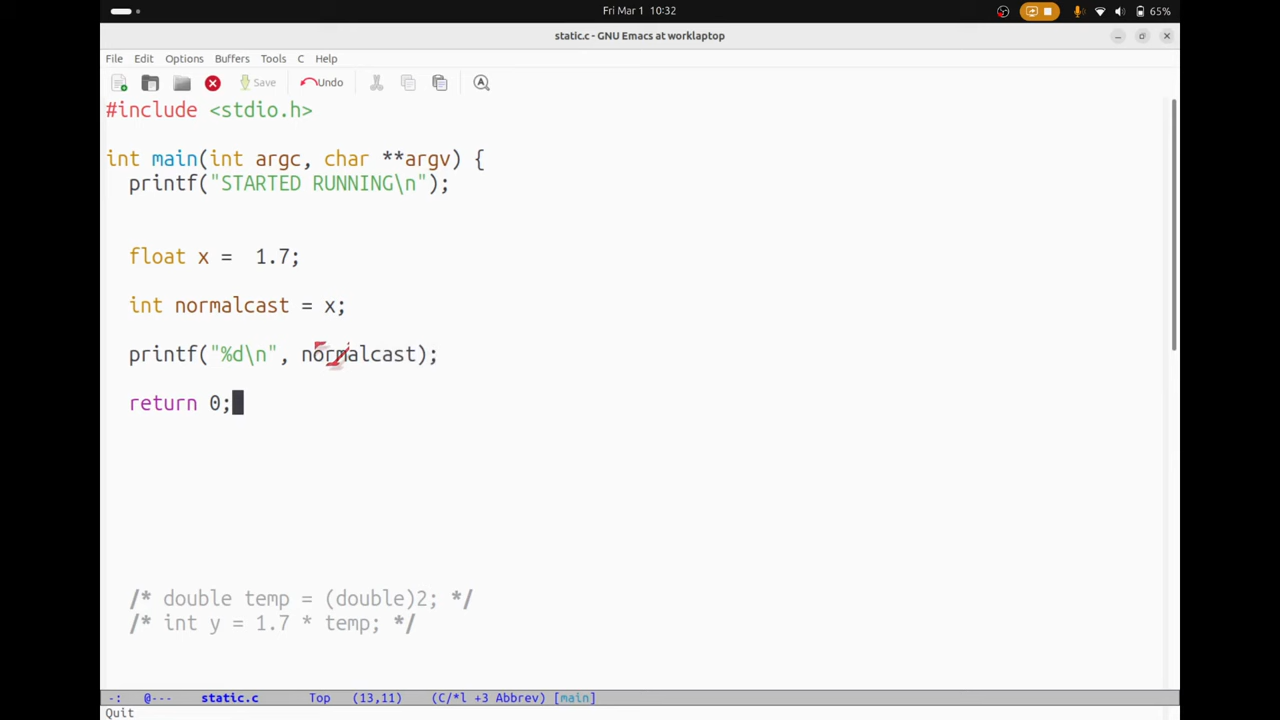 Fri Mar 1 10:32
65%
static.c - GNU Emacs at worklaptop
File Edit Options Buffers Tools C Help
Save Undo
#include <stdio.h>
int main(int argc, char **argv) {
printf("STARTED RUNNING\n");
float x =  1.7;
int normalcast = x;
printf("%d\n", normalcast);
return 0;
/* double temp = (double)2; */
/* int y = 1.7 * temp; */
-: @--- static.c Top (13,11) (C/*l +3 Abbrev) [main]
Quit